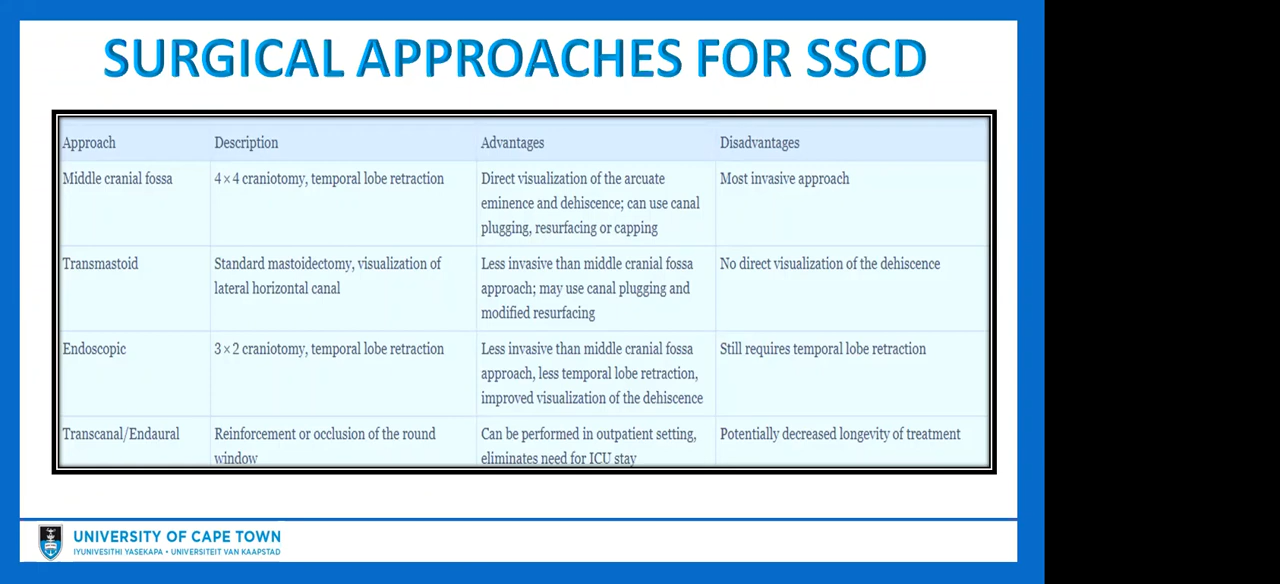 SURGICAL APPROACHES FOR SSCD
Approach Description Advantages Disadvantages
Middle cranial fossa 4 × 4 craniotomy, temporal lobe retraction Direct visualization of the arcuate Most invasive approach
eminence and dehiscence; can use canal
plugging, resurfacing or capping
Transmastoid Standard mastoidectomy, visualization of Less invasive than middle cranial fossa No direct visualization of the dehiscence
lateral horizontal canal approach; may use canal plugging and
modified resurfacing
Endoscopic 3 × 2 craniotomy, temporal lobe retraction Less invasive than middle cranial fossa Still requires temporal lobe retraction
approach, less temporal lobe retraction,
improved visualization of the dehiscence
Transcanal/Endaural Reinforcement or occlusion of the round Can be performed in outpatient setting, Potentially decreased longevity of treatment
window eliminates need for ICU stay
UNIVERSITY OF CAPE TOWN
IYUNIVESITHI YASEKAPA • UNIVERSITEIT VAN KAAPSTAD